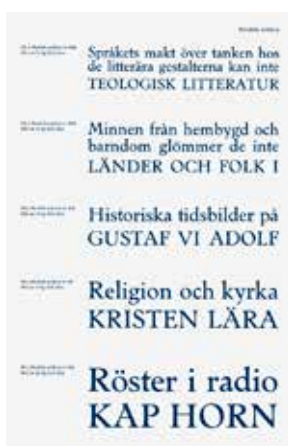 Språkets makt över tanken hos
de litterära gestalterna kan inte
TEOLOGISK LITTERATUR
Minnen från hembygd och
barndom glömmer de inte
LÄNDER OCH FOLK I
Historiska tidsbilder på
GUSTAF VI ADOLF
Religion och kyrka
KRISTEN LÄRA
Röster i radio
KAP HORN